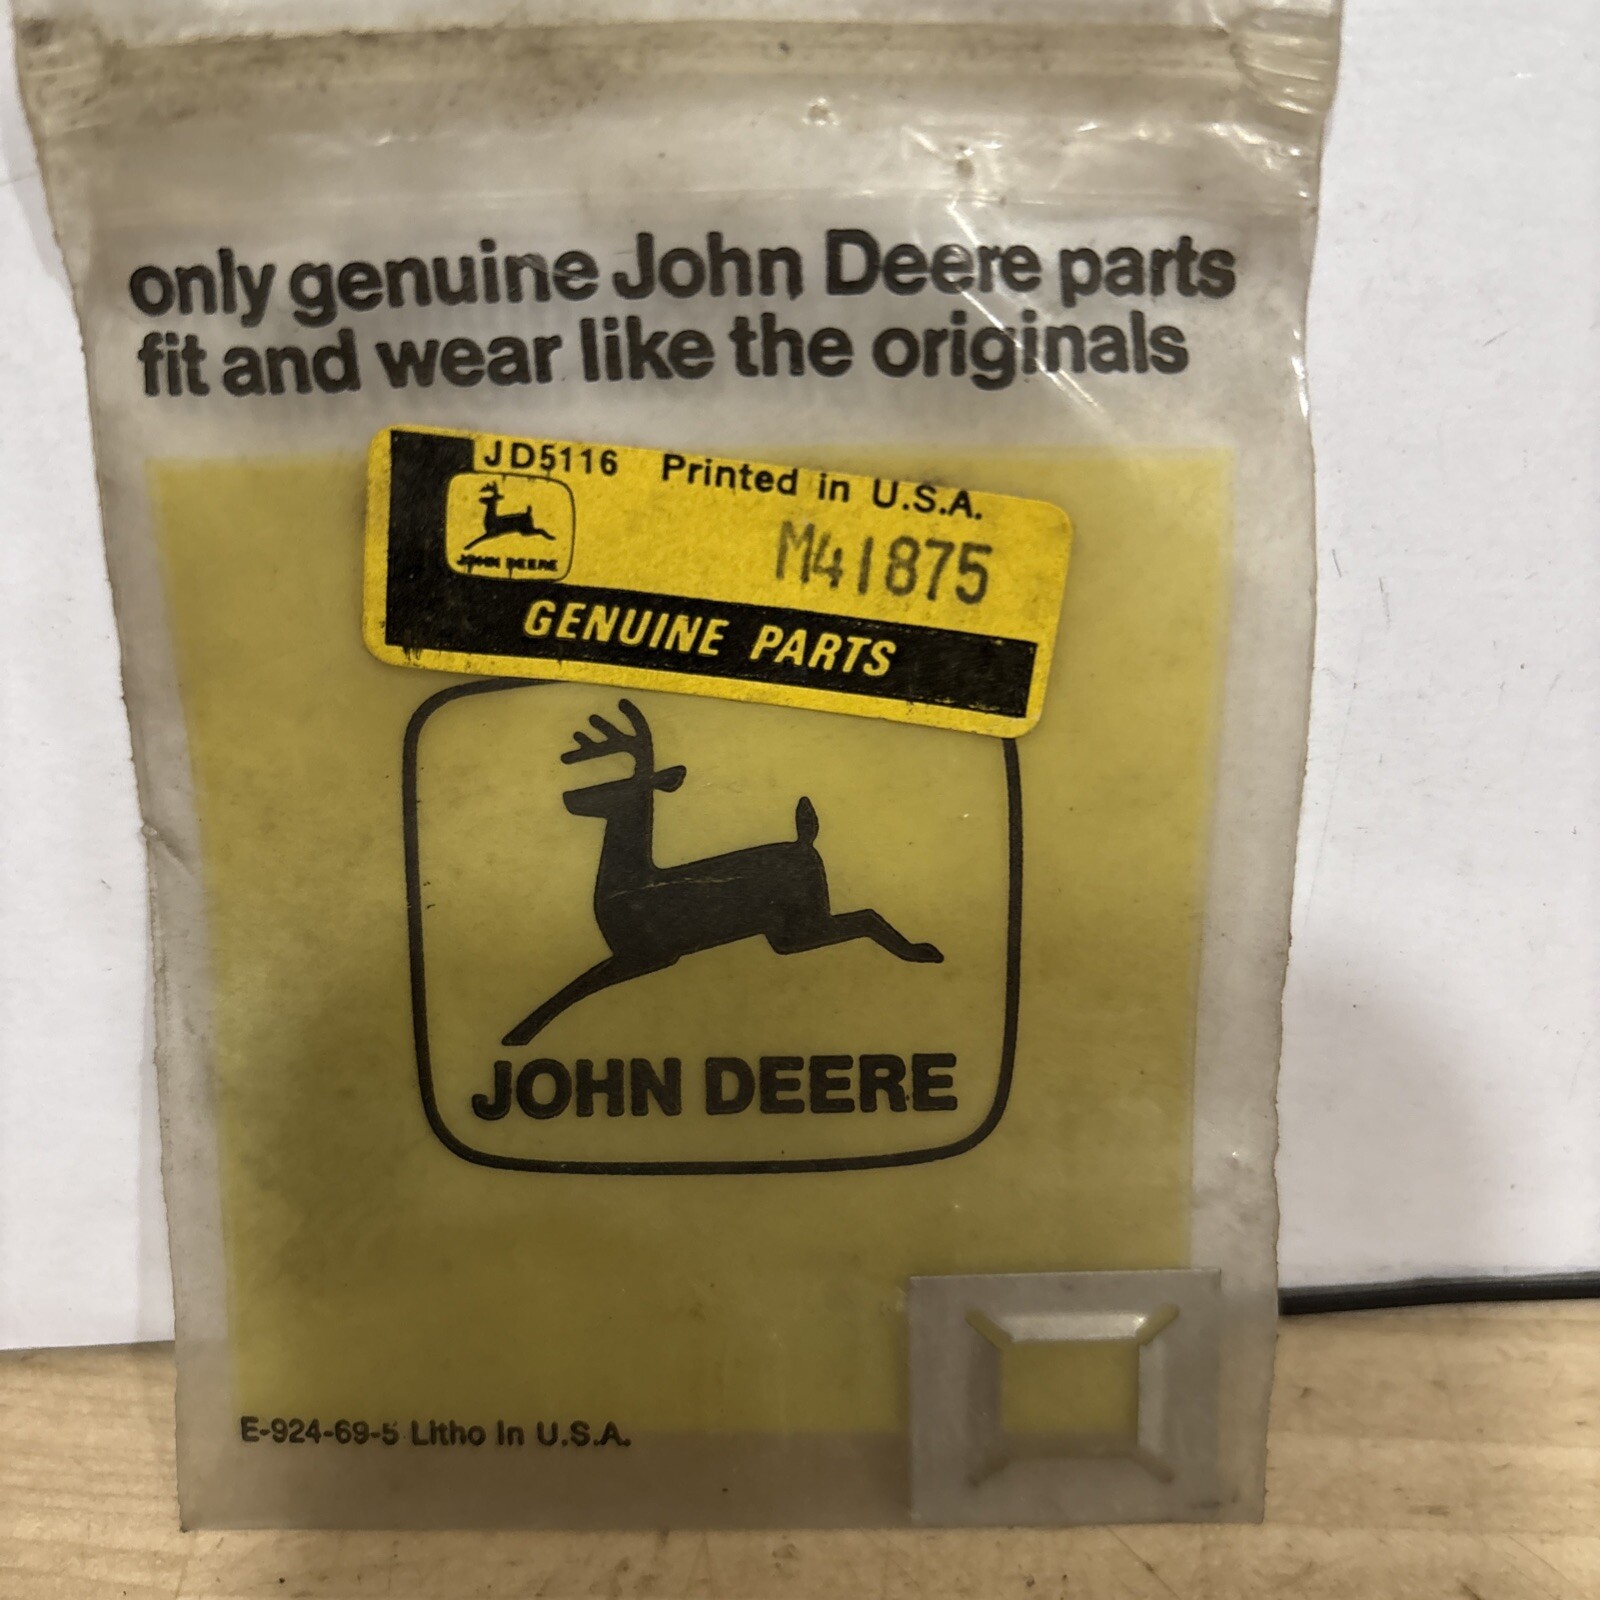 only genuine John Deere parts
fit and wear like the originals
JD5116 Printed in U.S.A.
M41875
JOHN DEERE
GENUINE PARTS
JOHN DEERE
E-924-69-5 Litho In U.S.A.